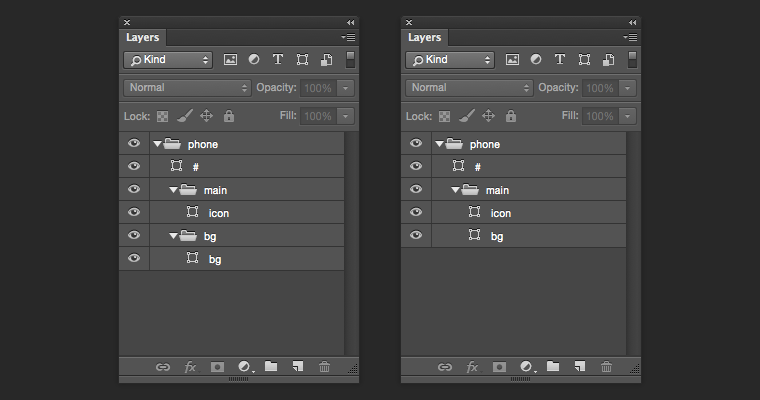 Layers
Kind
Normal Opacity: 100%
Lock: Fill: 100%
phone
#
main
icon
bg
bg
fx
Layers
Kind
Normal Opacity: 100%
Lock: Fill: 100%
phone
#
main
icon
bg
fx